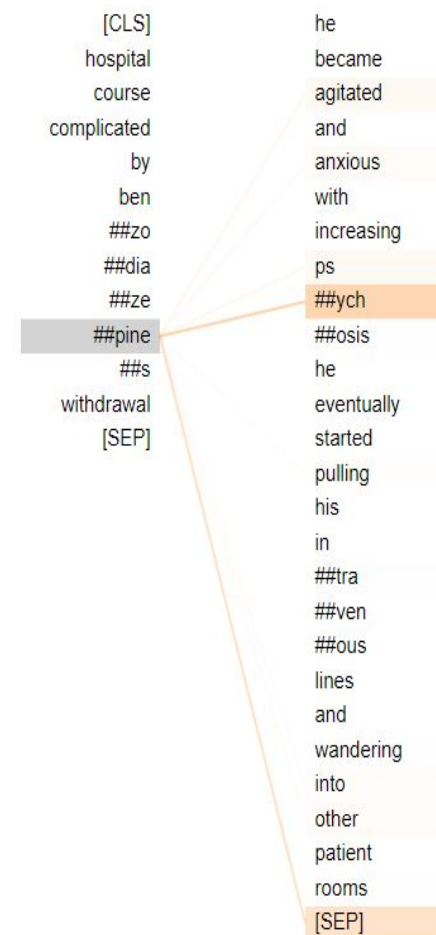 [CLS]
hospital
course
complicated
by
ben
##zo
##dia
##ze
##pine
##s
withdrawal
[SEP]
he
became
agitated
and
anxious
with
increasing
ps
##ych
##osis
he
eventually
started
pulling
his
in
##tra
##ven
##ous
lines
and
wandering
into
other
patient
rooms
[SEP]